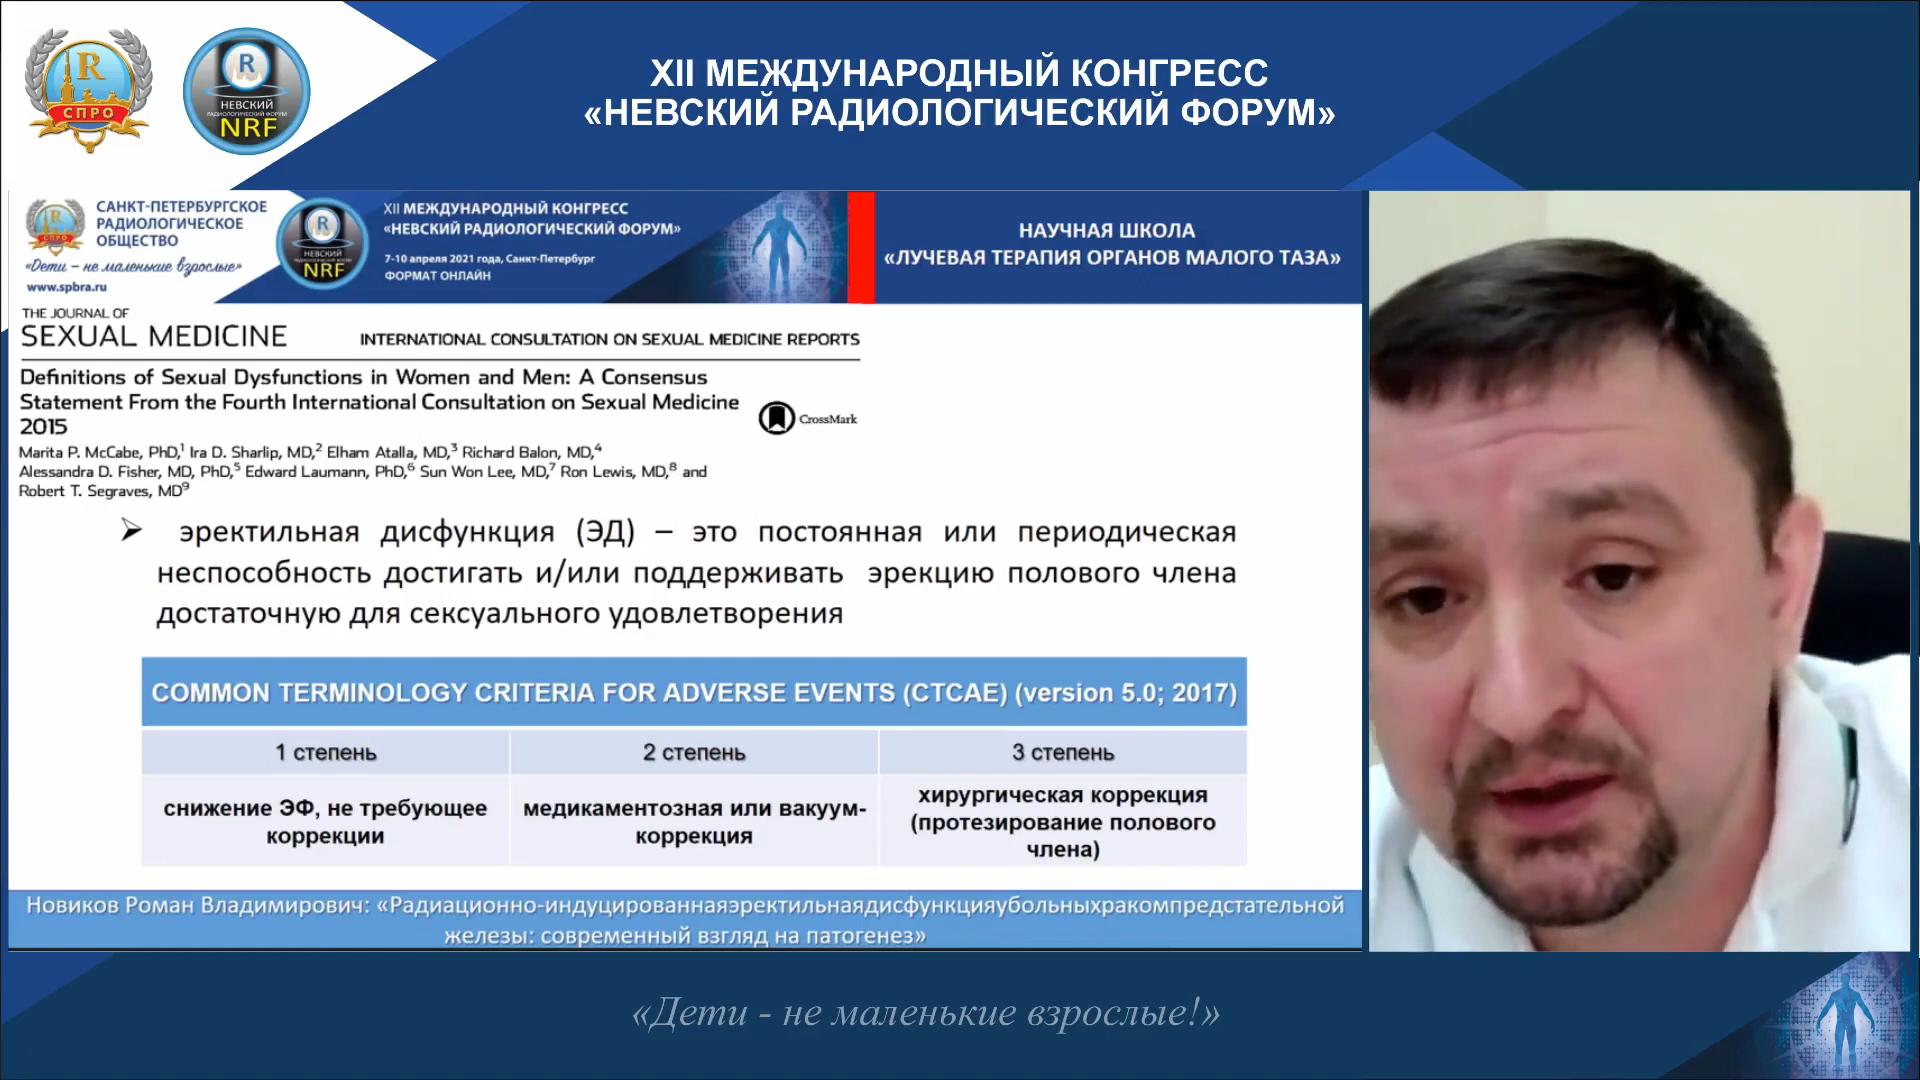 R
СПРО
R
НЕВСКИЙ
РАДИОЛОГИЧЕСКИЙ ФОРУМ
NRF
XII МЕЖДУНАРОДНЫЙ КОНГРЕСС
«НЕВСКИЙ РАДИОЛОГИЧЕСКИЙ ФОРУМ»
СПРО
САНКТ-ПЕТЕРБУРГСКОЕ
РАДИОЛОГИЧЕСКОЕ
ОБЩЕСТВО
«Дети – не маленькие взрослые»
www.spbra.ru
R
НЕВСКИЙ
NRF
XII МЕЖДУНАРОДНЫЙ КОНГРЕСС
«НЕВСКИЙ РАДИОЛОГИЧЕСКИЙ ФОРУМ»
7-10 апреля 2021 года, Санкт-Петербург
ФОРМАТ ОНЛАЙН
НАУЧНАЯ ШКОЛА
«ЛУЧЕВАЯ ТЕРАПИЯ ОРГАНОВ МАЛОГО ТАЗА»
THE JOURNAL OF
SEXUAL MEDICINE
INTERNATIONAL CONSULTATION ON SEXUAL MEDICINE REPORTS
Definitions of Sexual Dysfunctions in Women and Men: A Consensus
Statement From the Fourth International Consultation on Sexual Medicine
2015
CrossMark
Marita P. McCabe, PhD,1 Ira D. Sharlip, MD,2 Elham Atalla, MD,3 Richard Balon, MD,4
Alessandra D. Fisher, MD, PhD,5 Edward Laumann, PhD,6 Sun Won Lee, MD,7 Ron Lewis, MD,8 and
Robert T. Segraves, MD9
➢ эректильная дисфункция (ЭД) – это постоянная или периодическая
неспособность достигать и/или поддерживать эрекцию полового члена
достаточную для сексуального удовлетворения
COMMON TERMINOLOGY CRITERIA FOR ADVERSE EVENTS (CTCAE) (version 5.0; 2017)
1 степень
2 степень
3 степень
снижение ЭФ, не требующее
коррекции
медикаментозная или вакуум-
коррекция
хирургическая коррекция
(протезирование полового
члена)
Новиков Роман Владимирович: «Радиационно-индуцированнаяэректильнаядисфункцияубольныхракомпредстательной
железы: современный взгляд на патогенез»
«Дети - не маленькие взрослые!»